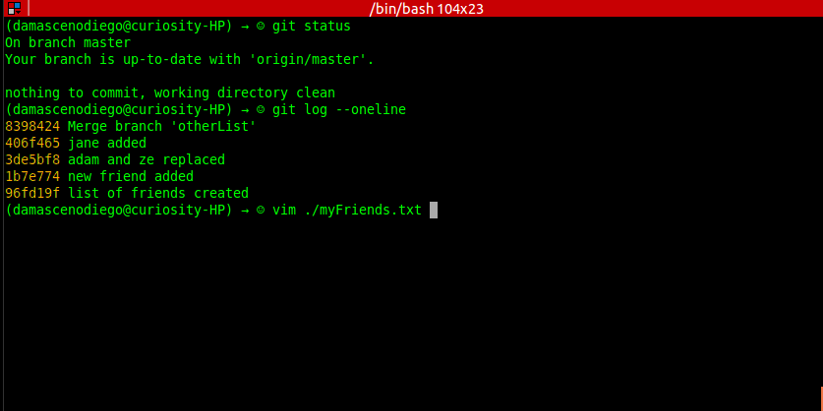 /bin/bash 104x23
(damascenodiego@curiosity-HP) → ☺ git status
On branch master
Your branch is up-to-date with 'origin/master'.
nothing to commit, working directory clean
(damascenodiego@curiosity-HP) → ☺ git log --oneline
8398424 Merge branch 'otherList'
406f465 jane added
3de5bf8 adam and ze replaced
1b7e774 new friend added
96fd19f list of friends created
(damascenodiego@curiosity-HP) → ☺ vim ./myFriends.txt